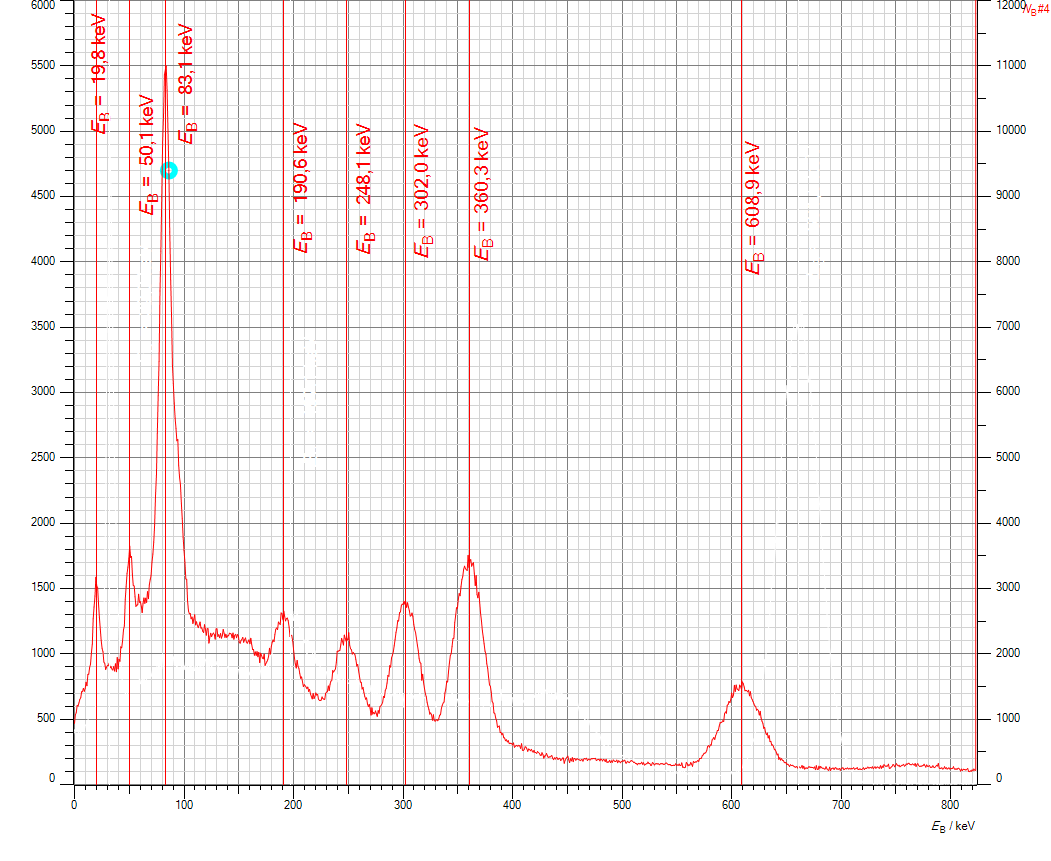 6000
5500
5000
4500
4000
3500
3000
2500
2000
1500
1000
500
0
E_B = 19,8 keV
E_B = 50,1 keV
E_B = 83,1 keV
E_B = 190,6 keV
E_B = 248,1 keV
E_B = 302,0 keV
E_B = 360,3 keV
E_B = 608,9 keV
12000
N_B#4
11000
10000
9000
8000
7000
6000
5000
4000
3000
2000
1000
0
0 100 200 300 400 500 600 700 800
E_B / keV